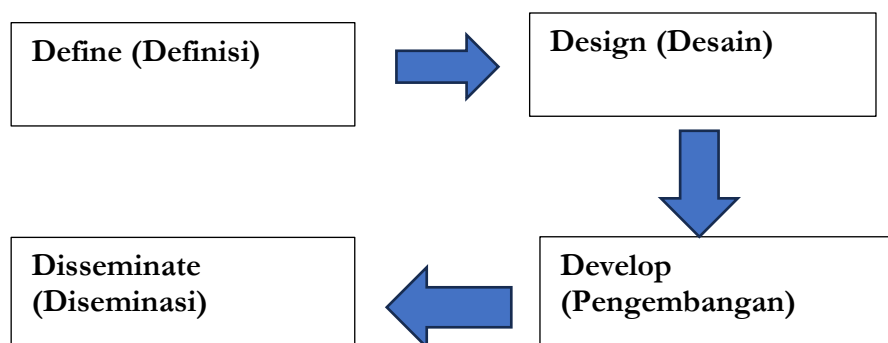 Define (Definisi)
Design (Desain)
Disseminate
(Diseminasi)
Develop
(Pengembangan)